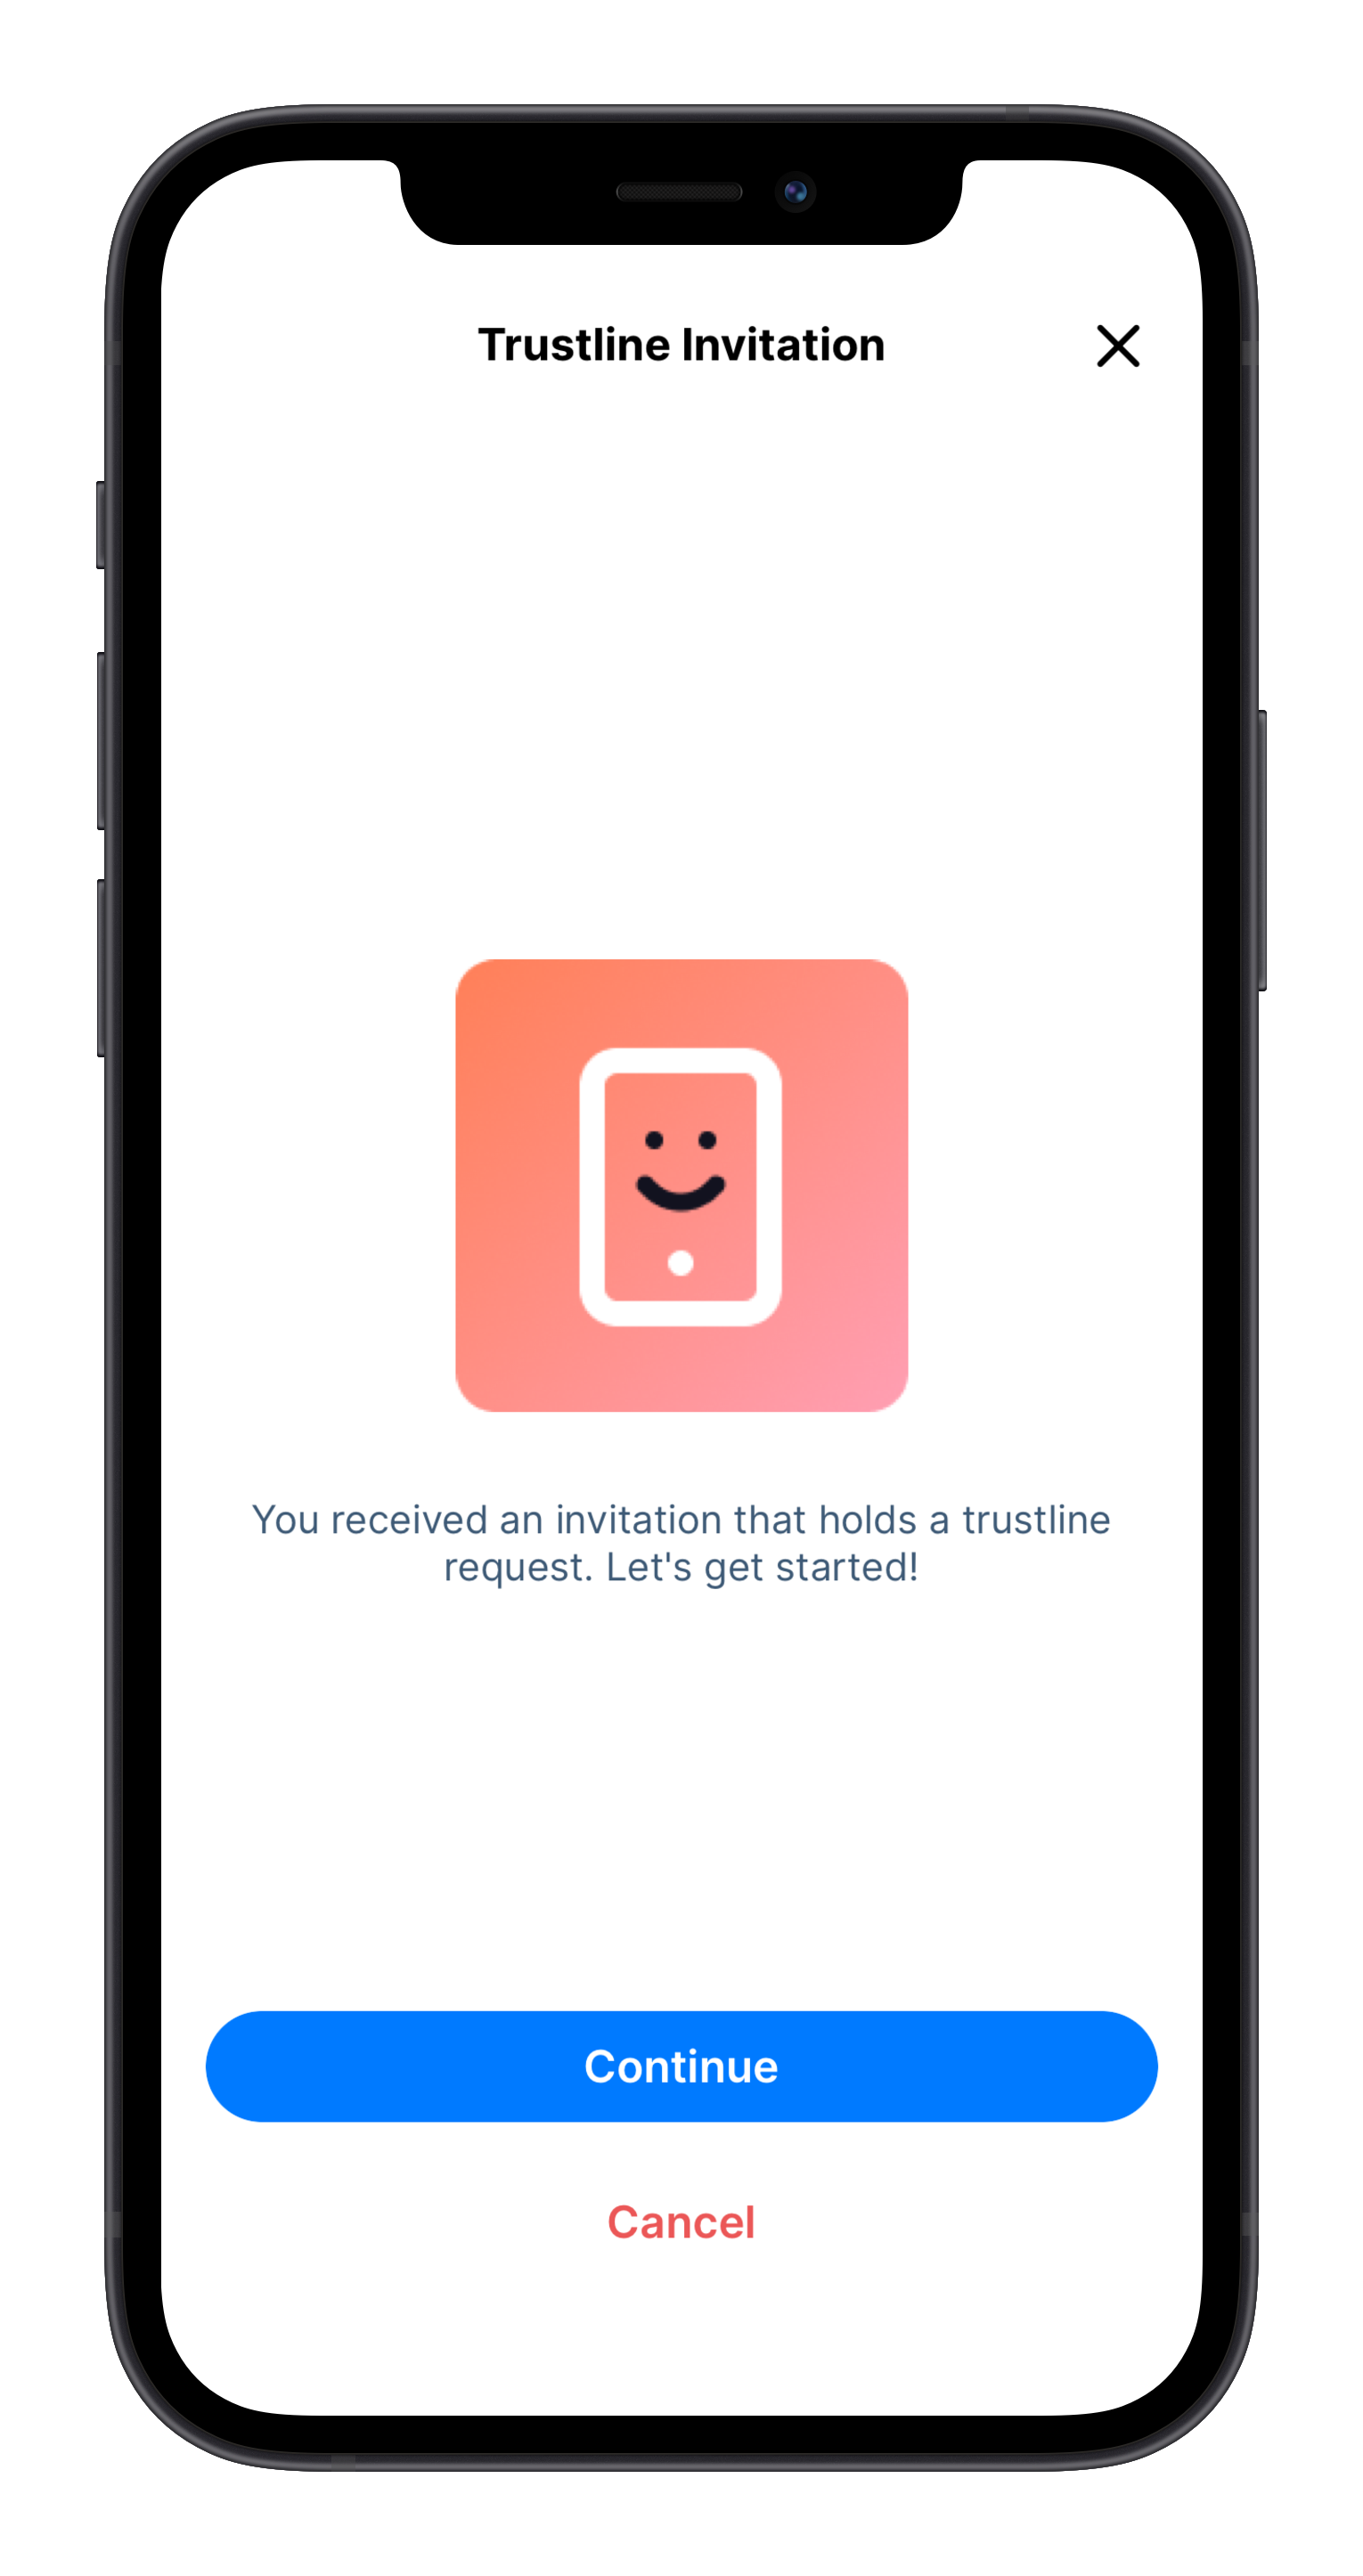 Trustline Invitation
You received an invitation that holds a trustline
request. Let's get started!
Continue
Cancel